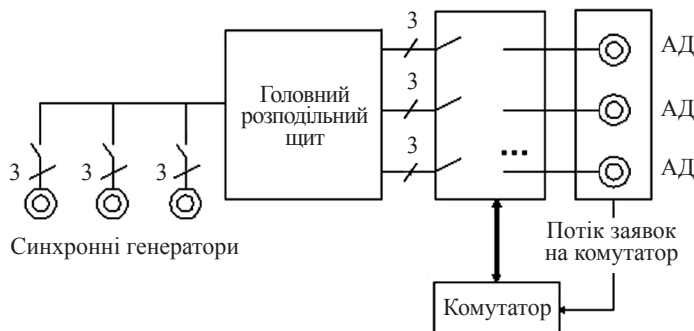 3
АД
Головний
розподільний
щит
3
АД
3
АД
3
3
3
...
Синхронні генератори
Потік заявок
на комутатор
Комутатор